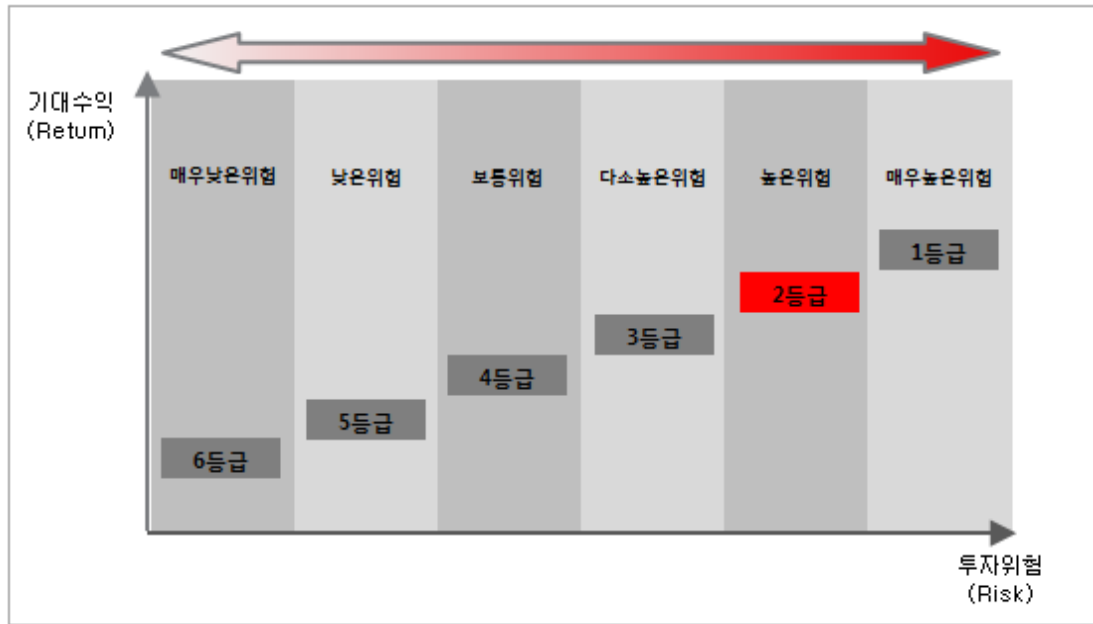 기대수익
(Retum)
매우낮은위험
낮은위험
보통위험
다소높은위험
높은위험
매우높은위험
1등급
2등급
3등급
4등급
5등급
6등급
투자위험
(Risk)